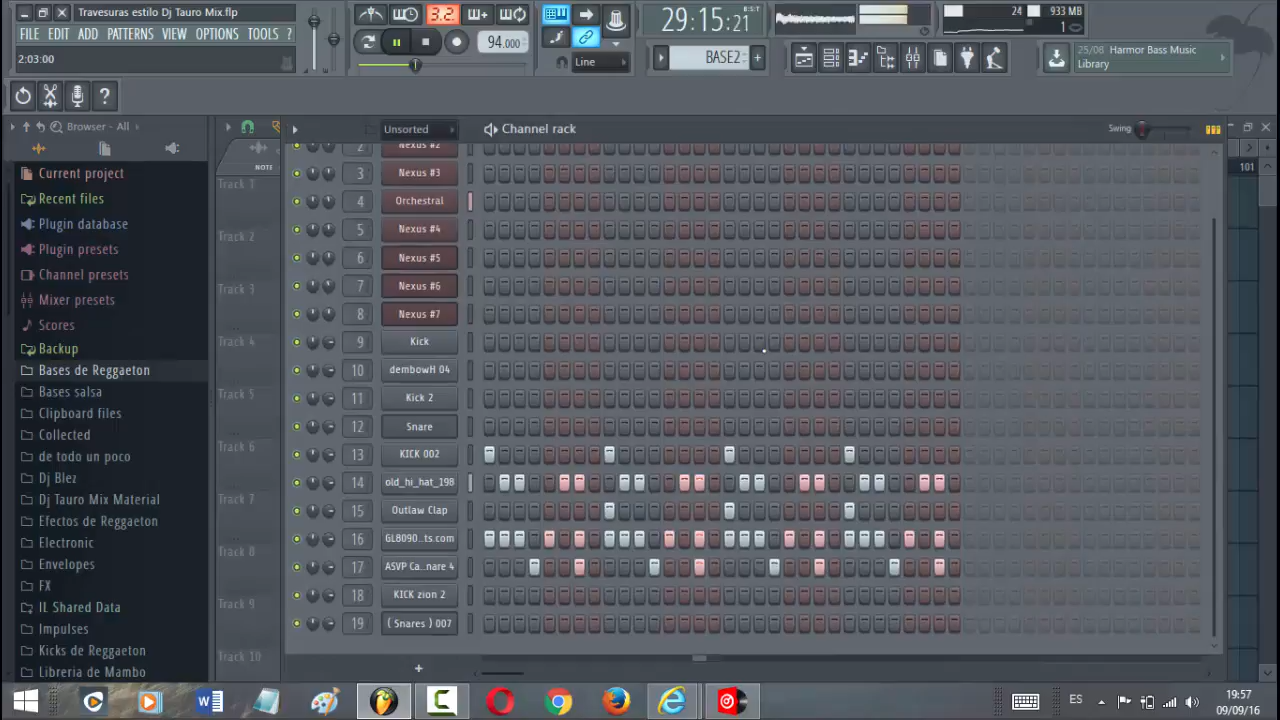 Travesuras estilo Dj Tauro Mix.flp
FILE EDIT ADD PATTERNS VIEW OPTIONS TOOLS ?
2:03:00
3.2
94.000
Line
29:15:21
B:S:T
BASE2
24
933 MB
1
25/08 Harmor Bass Music
Library
Browser - All
Current project
Recent files
Plugin database
Plugin presets
Channel presets
Mixer presets
Scores
Backup
Bases de Reggaeton
Bases salsa
Clipboard files
Collected
de todo un poco
Dj Blez
Dj Tauro Mix Material
Efectos de Reggaeton
Electronic
Envelopes
FX
IL Shared Data
Impulses
Kicks de Reggaeton
Libreria de Mambo
NOTE
Track 1
Track 2
Track 3
Track 4
Track 5
Track 6
Track 7
Track 8
Track 9
Track 10
Unsorted
Channel rack
Swing
101
2 Nexus #2
3 Nexus #3
4 Orchestral
5 Nexus #4
6 Nexus #5
7 Nexus #6
8 Nexus #7
9 Kick
10 dembowH 04
11 Kick 2
12 Snare
13 KICK 002
14 old_hi_hat_198
15 Outlaw Clap
16 GL8090..ts.com
17 ASVP Ca..nare 4
18 KICK zion 2
19 ( Snares ) 007
ES
19:57
09/09/16